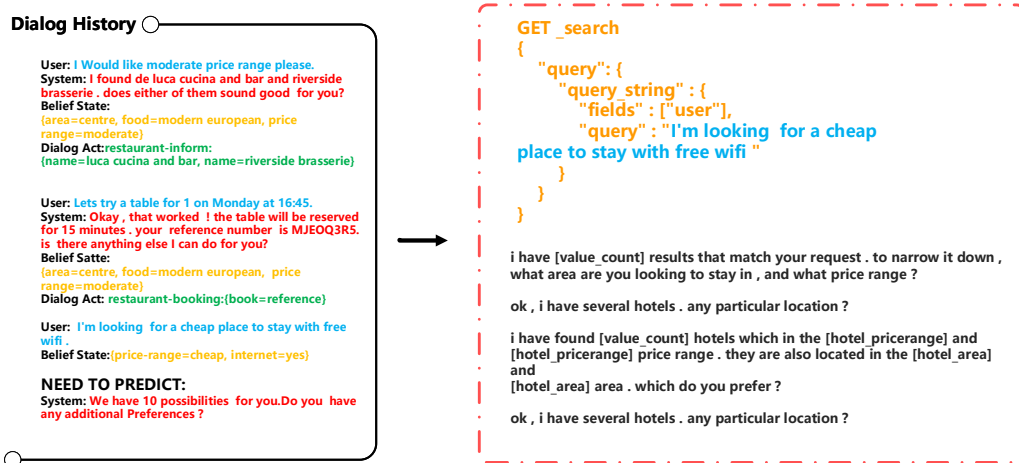 Dialog History
User: I Would like moderate price range please.
System: I found de luca cucina and bar and riverside
brasserie . does either of them sound good for you?
Belief State:
{area=centre, food=modern european, price
range=moderate}
Dialog Act:restaurant-inform:
{name=luca cucina and bar, name=riverside brasserie}
User: Lets try a table for 1 on Monday at 16:45.
System: Okay , that worked ! the table will be reserved
for 15 minutes . your reference number is MJEOQ3R5.
is there anything else I can do for you?
Belief Satte:
{area=centre, food=modern european, price
range=moderate}
Dialog Act: restaurant-booking:{book=reference}
User: I'm looking for a cheap place to stay with free
wifi .
Belief State:{price-range=cheap, internet=yes)
NEED TO PREDICT:
System: We have 10 possibilities for you.Do you have
any additional Preferences ?
GET _search
{
"query": {
"query_string" : {
"fields" : ["user"],
"query" : "I'm looking for a cheap
place to stay with free wifi "
}
}
}
i have [value_count] results that match your request . to narrow it down ,
what area are you looking to stay in , and what price range ?
ok , i have several hotels . any particular location ?
i have found [value_count] hotels which in the [hotel_pricerange] and
[hotel_pricerange] price range . they are also located in the [hotel_area]
and
[hotel_area] area . which do you prefer ?
ok , i have several hotels . any particular location ?